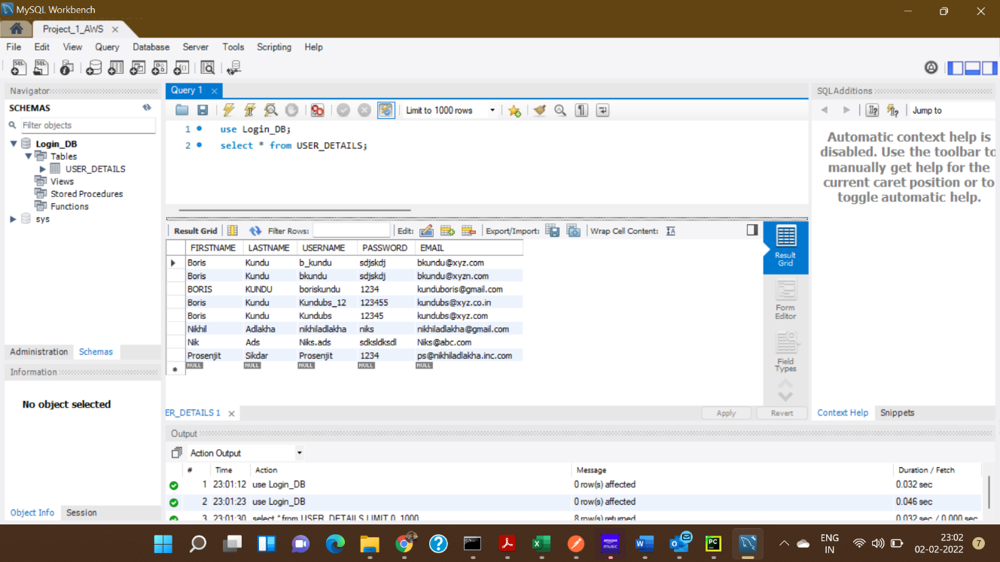 MySQL Workbench
Project_1_AWS
File Edit View Query Database Server Tools Scripting Help
Navigator
SCHEMAS
Filter objects
Login_DB
Tables
USER_DETAILS
Views
Stored Procedures
Functions
sys
Administration Schemas
Information
No object selected
Object Info Session
Query 1
Limit to 1000 rows
1 use Login_DB;
2 select * from USER_DETAILS;
Result Grid Filter Rows: Edit: Export/Import: Wrap Cell Content:
FIRSTNAME LASTNAME USERNAME PASSWORD EMAIL
Boris Kundu b_kundu sdjskdj bkundu@xyz.com
Boris Kundu bkundu sdjskdj bkundu@xyzn.com
BORIS KUNDU boriskundu 1234 kunduboris@gmail.com
Boris Kundu Kundubs_12 123455 kundubs@xyz.co.in
Boris Kundu Kundubs 12345 kundubs@xyz.com
Nikhil Adlakha nikhiladlakha niks nikhiladlakha@gmail.com
Nik Ads Niks.ads sdksldksdl Niks@abc.com
Prosenjit Sikdar Prosenjit 1234 ps@nikhiladlakha.inc.com
NULL NULL NULL NULL NULL
Result
Grid
Form
Editor
Field
Types
ER_DETAILS 1
Apply Revert
SQLAdditions
Jump to
Automatic context help is
disabled. Use the toolbar to
manually get help for the
current caret position or to
toggle automatic help.
Context Help Snippets
Output
Action Output
# Time Action Message Duration / Fetch
1 23:01:12 use Login_DB 0 row(s) affected 0.032 sec
2 23:01:23 use Login_DB 0 row(s) affected 0.046 sec
3 23:01:30 select * from USER_DETAILS LIMIT 0, 1000 8 row(s) returned 0.032 sec / 0.000 sec
amazon
music
PC
ENG
IN
23:02
02-02-2022
7